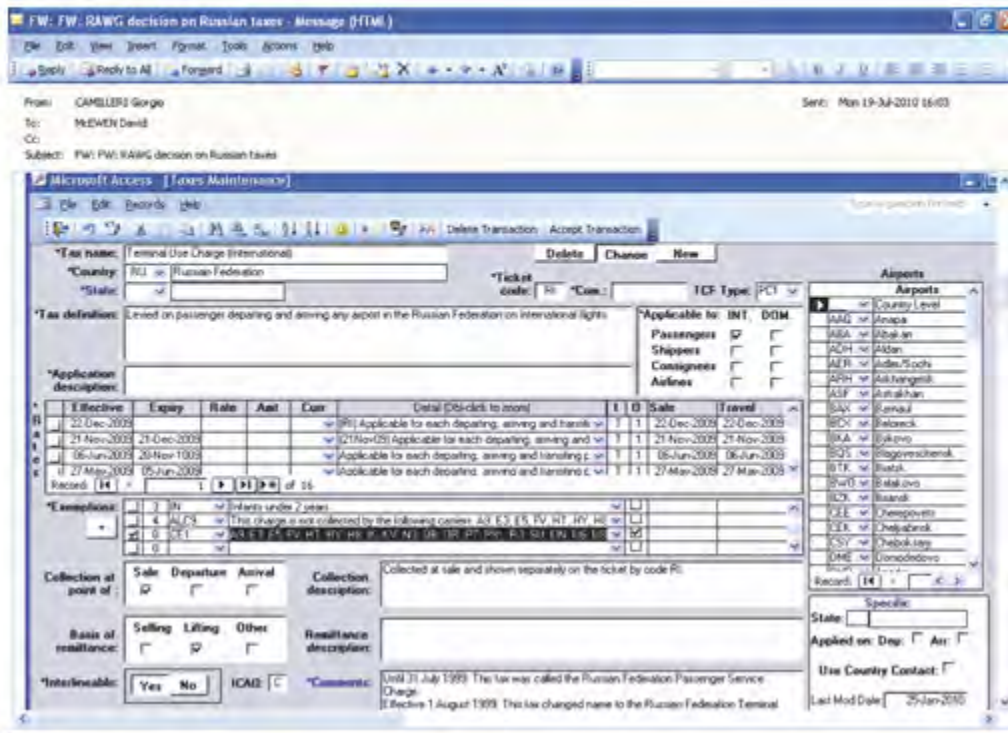 FW: FW: RAWG decision on Russian taxes - Message (HTML)
File Edit View Insert Format Tools Actions Help
Reply Reply to All Forward
From: CAMILLERI Giorgio
Sent: Mon 19-Jul-2010 16:03
To: McEWEN David
Cc:
Subject: FW: FW: RAWG decision on Russian taxes
Microsoft Access - [Taxes Maintenance]
File Edit Records Help
Delete Transaction Accept Transaction
*Tax name: Terminal Use Charge (International)
Delete Change New
*Country: RU Russian Federation
*State:
*Ticket code: RI *Com.: TCF Type: PC1
*Tax definition: Levied on passenger departing and arriving any airport in the Russian Federation on international flights
*Applicable to: INT. DOM.
Passengers
Shippers
Consignees
Airlines
*Application description:
Airports
Airports
Country Level
AAQ Anapa
ABA Abakan
ADH Aldan
AER Adler/Sochi
ARH Arkhangelsk
ASF Astrakhan
BAX Barnaul
BCX Beloreck
BKA Bykovo
BQS Blagoveschensk
BTK Bratsk
BWO Balakovo
BZK Briansk
CEE Cherepovets
CEK Chelyabinsk
CSY Cheboksary
DME Domodedovo
Record: 1
*Rates
Effective Expiry Rate Amt Curr Detail (Dbl-click to zoom) I O Sale Travel
22-Dec-2009 [RI] Applicable for each departing, arriving and 1 1 22-Dec-2009 22-Dec-2009
21-Nov-2009 21-Dec-2009 [21Nov09] Applicable for each departing, arriving and 1 1 21-Nov-2009 21-Nov-2009
06-Jun-2009 20-Nov-1009 Applicable for each departing, arriving and transiting p 1 1 06-Jun-2009 06-Jun-2009
27-May-2009 05-Jun-2009 Applicable for each departing, arriving and transiting p 1 1 27-May-2009 27-May-2009
Record: 1 of 16
*Exemptions:
3 IN Infants under 2 years
4 ALC9 This charge is not collected by the following carriers
0 CE1
0
Collection at point of: Sale Departure Arrival
Collection description: Collected at sale and shown separately on the ticket by code RI.
Basis of remittance: Selling Lifting Other
Remittance description:
*Interlineable: Yes No ICAO: C
*Comments: Until 31 July 1999: This tax was called the Russian Federation Passenger Service Charge.
Effective 1 August 1999: This tax changed name to the Russian Federation Terminal
Specific
State:
Applied on: Dep: Arr:
Use Country Contact:
Last Mod Date: 25-Jan-2010